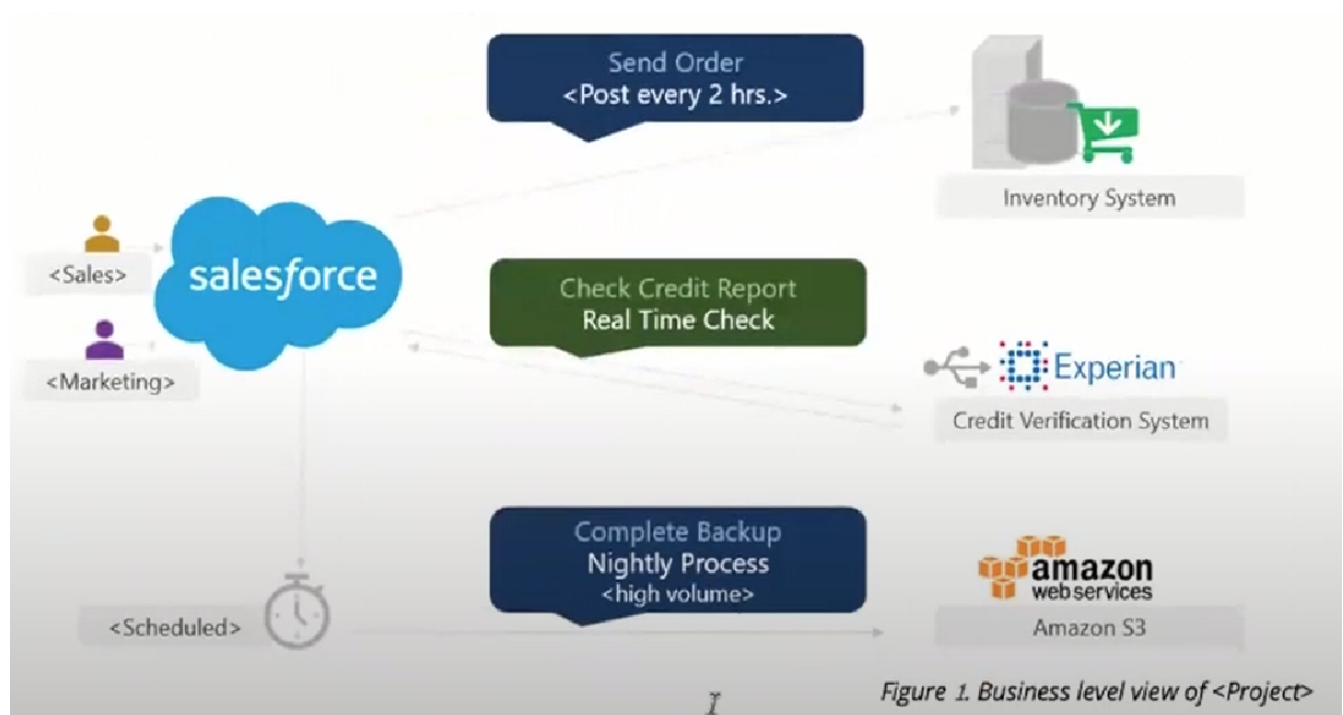 Send Order
<Post every 2 hrs.>
Inventory System
<Sales>
salesforce
Check Credit Report
Real Time Check
<Marketing>
Experian
Credit Verification System
Complete Backup
Nightly Process
<high volume>
amazon
webservices
<Scheduled>
Amazon S3
Figure 1. Business level view of <Project>